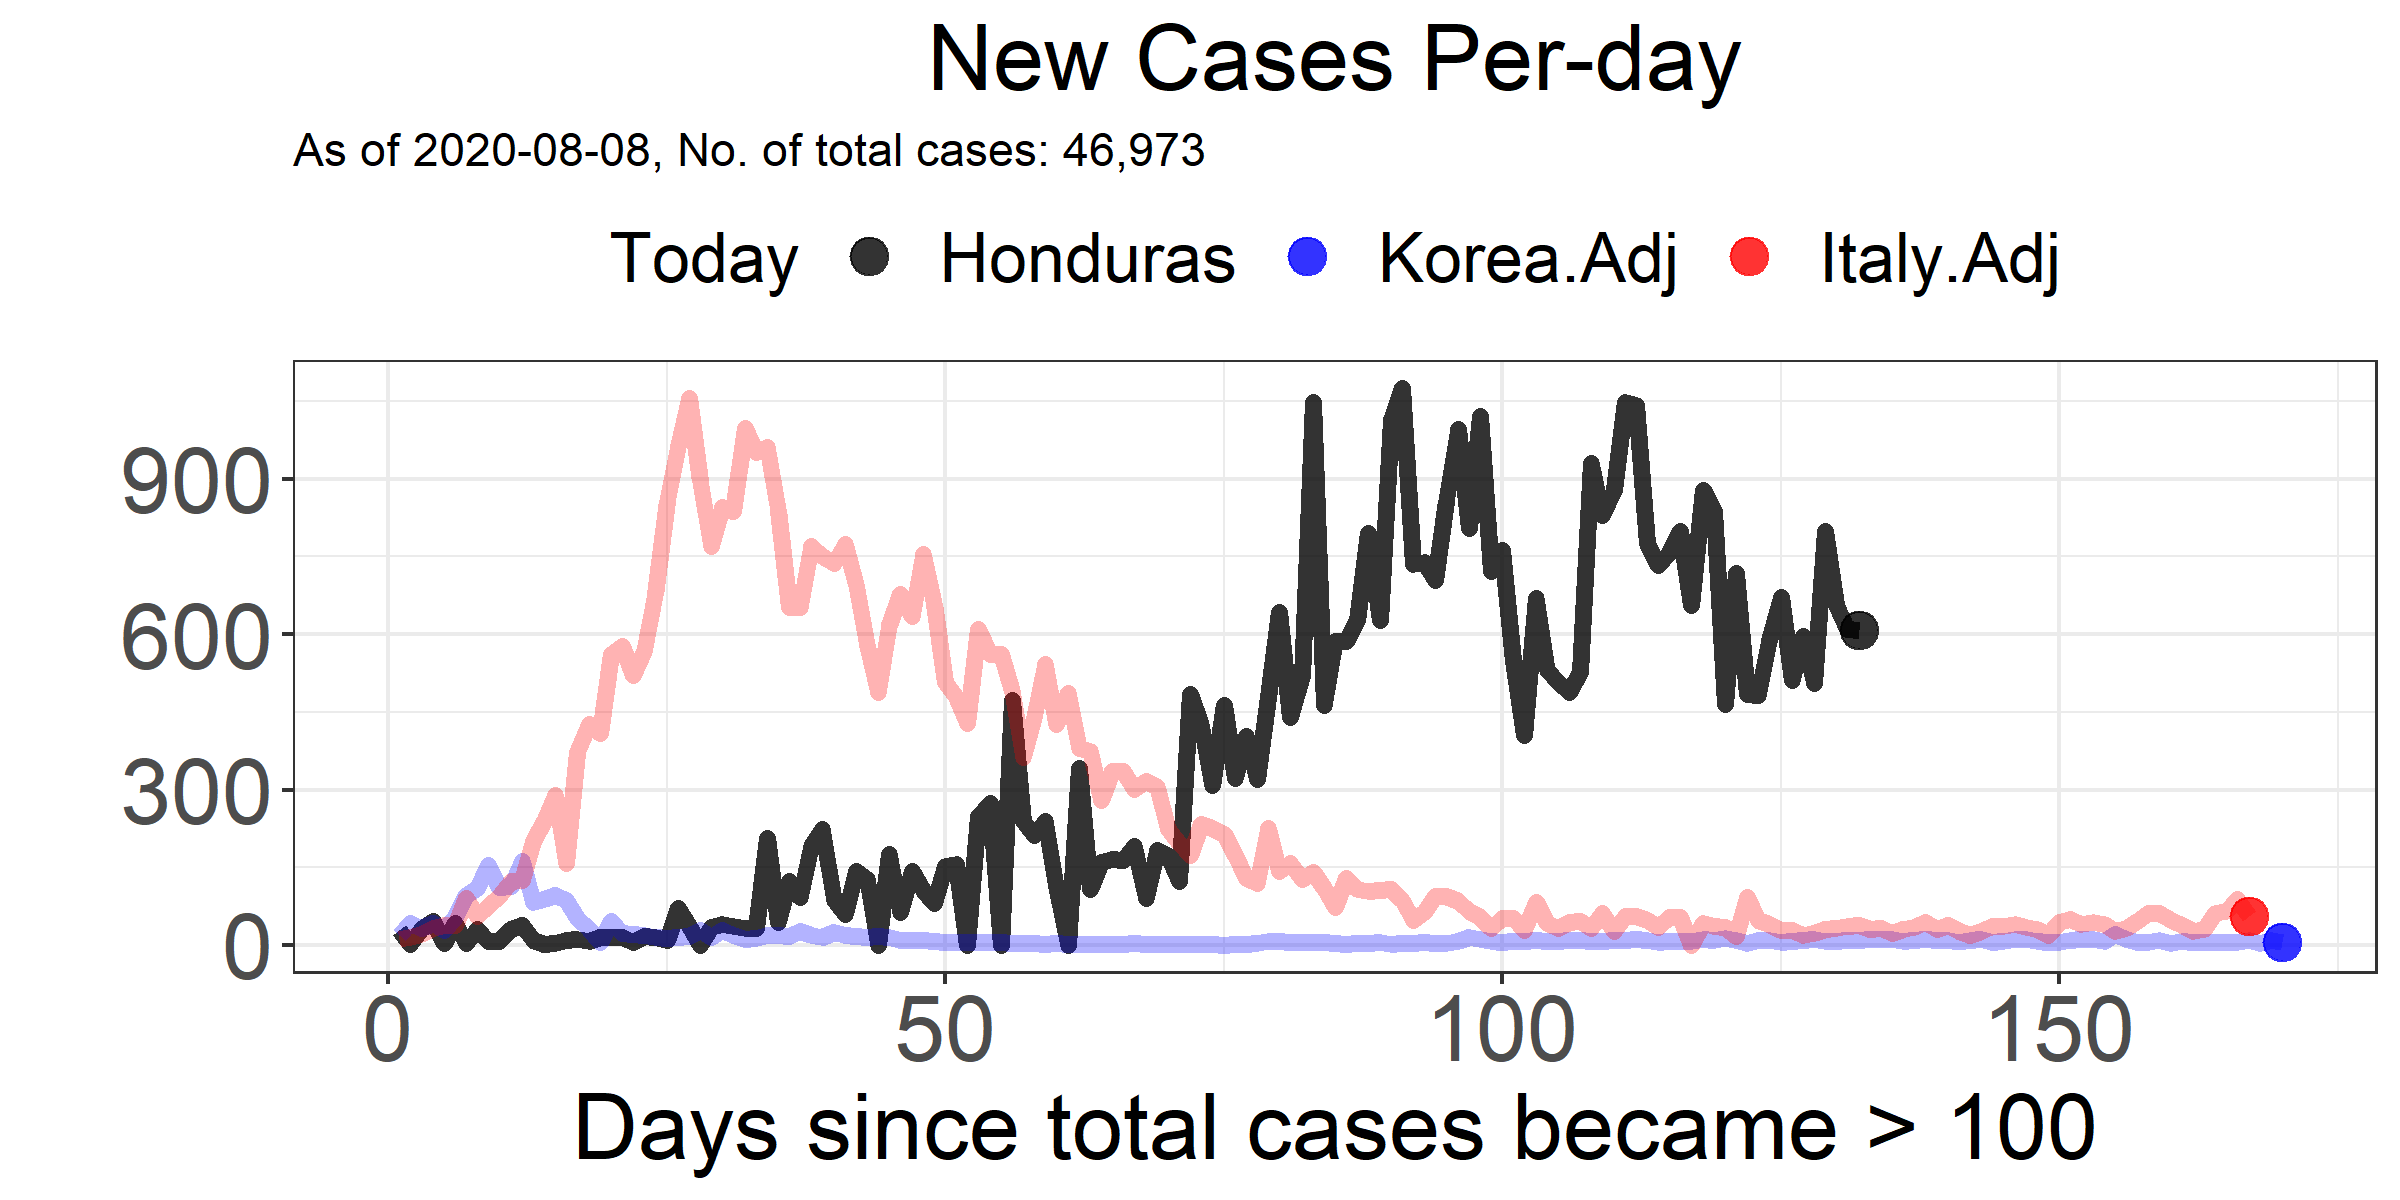 New Cases Per-day
As of 2020-08-08, No. of total cases: 46,973
Today Honduras Korea.Adj Italy.Adj
900
600
300
0
0 50 100 150
Days since total cases became > 100